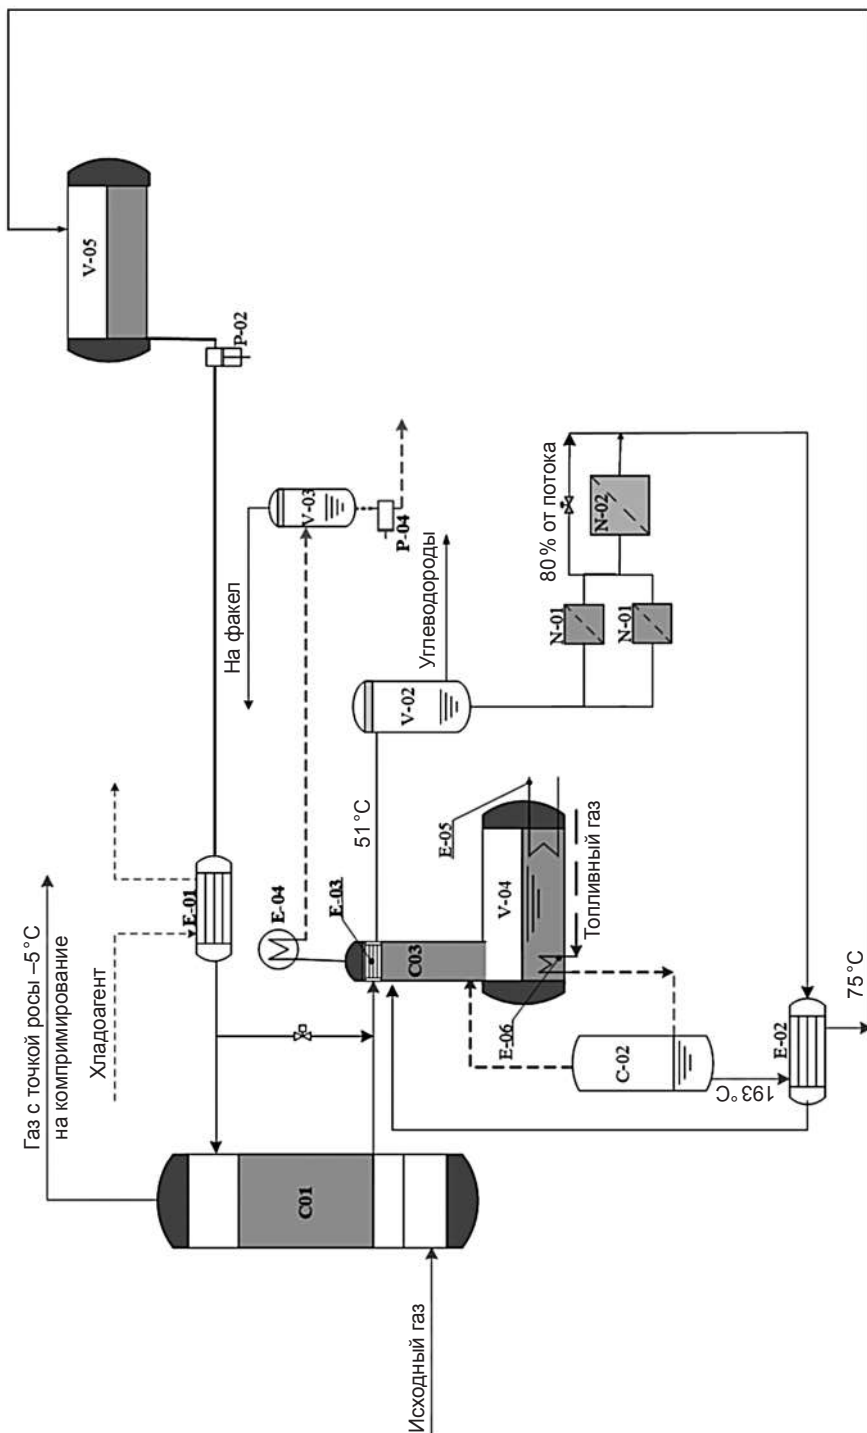 V-05
P-02
На факел
V-03
P-04
80 % от потока
N-02
Углеводороды
N-01
N-01
V-02
51 °C
E-05
Газ с точкой росы –5 °C
на компримирование
Хладоагент
E-01
E-04
E-03
C03
V-04
Топливный газ
E-06
C-02
193 °C
E-02
75 °C
C01
Исходный газ